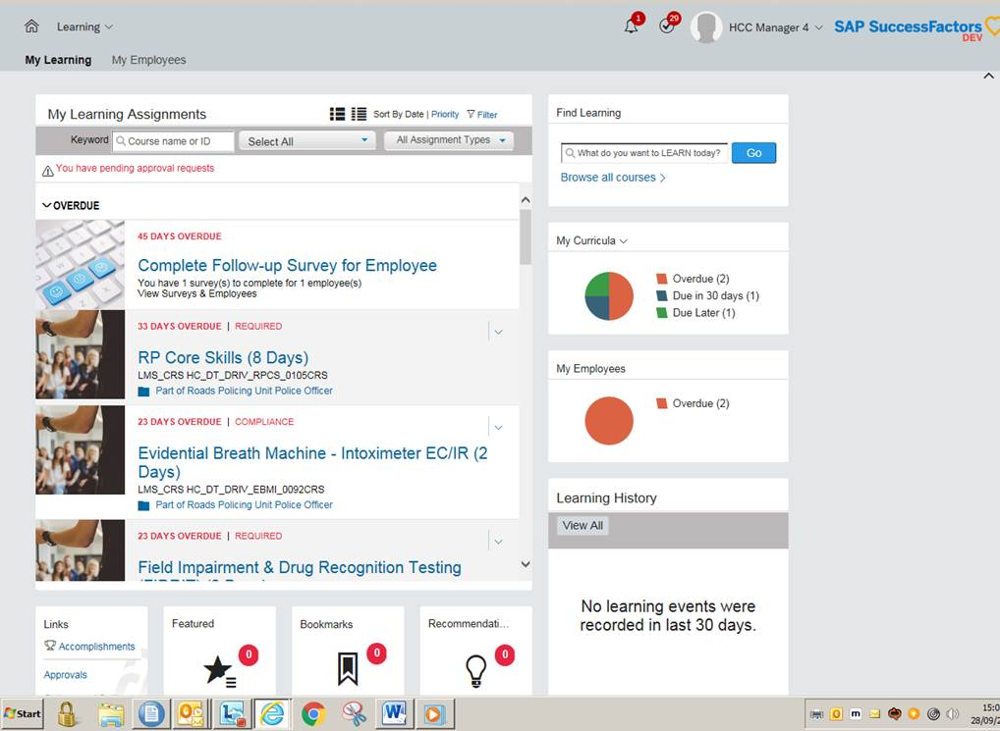 Learning
1
29
HCC Manager 4
SAP SuccessFactors
DEV
My Learning My Employees
My Learning Assignments
Sort By Date | Priority Filter
Keyword Course name or ID Select All All Assignment Types
You have pending approval requests
OVERDUE
45 DAYS OVERDUE
Complete Follow-up Survey for Employee
You have 1 survey(s) to complete for 1 employee(s)
View Surveys & Employees
33 DAYS OVERDUE | REQUIRED
RP Core Skills (8 Days)
LMS_CRS HC_DT_DRIV_RPCS_0105CRS
Part of Roads Policing Unit Police Officer
23 DAYS OVERDUE | COMPLIANCE
Evidential Breath Machine - Intoximeter EC/IR (2
Days)
LMS_CRS HC_DT_DRIV_EBMI_0092CRS
Part of Roads Policing Unit Police Officer
23 DAYS OVERDUE | REQUIRED
Field Impairment & Drug Recognition Testing
Find Learning
What do you want to LEARN today? Go
Browse all courses >
My Curricula
Overdue (2)
Due in 30 days (1)
Due Later (1)
My Employees
Overdue (2)
Learning History
View All
No learning events were
recorded in last 30 days.
Links
Accomplishments
Approvals
Featured
0
Bookmarks
0
Recommendati...
0
Start
15:0
28/09/2